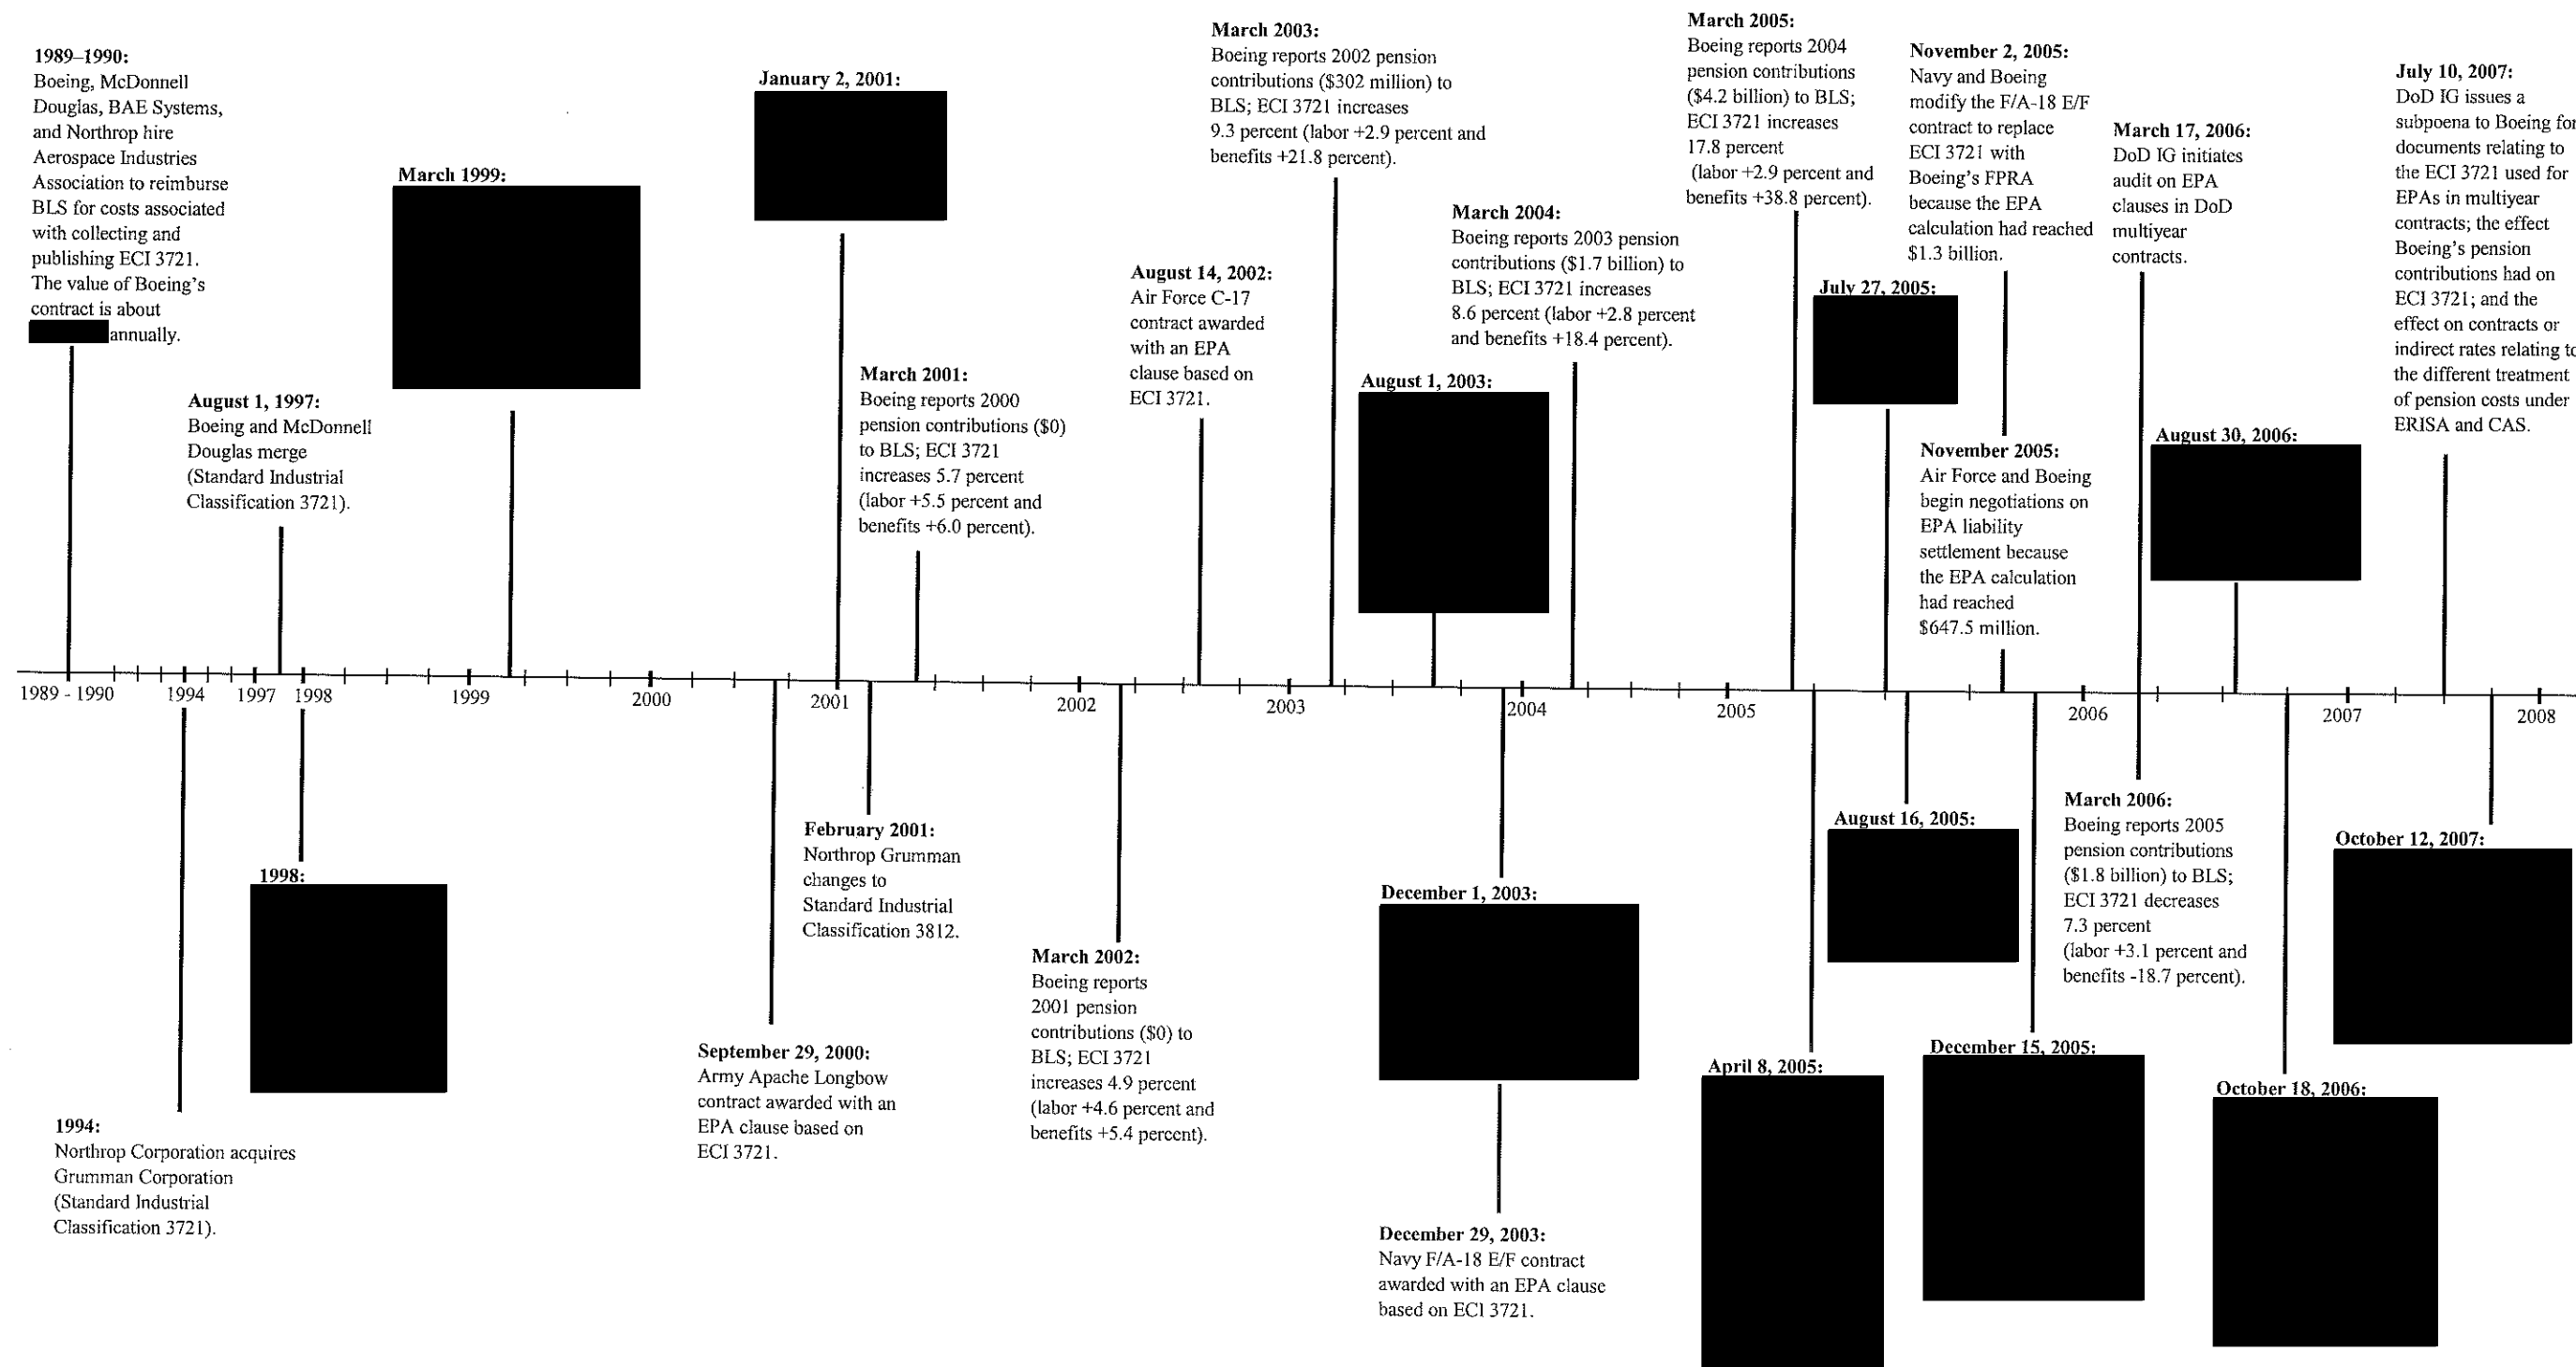 1989–1990:
Boeing, McDonnell
Douglas, BAE Systems,
and Northrop hire
Aerospace Industries
Association to reimburse
BLS for costs associated
with collecting and
publishing ECI 3721.
The value of Boeing's
contract is about
annually.
August 1, 1997:
Boeing and McDonnell
Douglas merge
(Standard Industrial
Classification 3721).
March 1999:
January 2, 2001:
March 2001:
Boeing reports 2000
pension contributions ($0)
to BLS; ECI 3721
increases 5.7 percent
(labor +5.5 percent and
benefits +6.0 percent).
August 14, 2002:
Air Force C-17
contract awarded
with an EPA
clause based on
ECI 3721.
March 2003:
Boeing reports 2002 pension
contributions ($302 million) to
BLS; ECI 3721 increases
9.3 percent (labor +2.9 percent and
benefits +21.8 percent).
August 1, 2003:
March 2004:
Boeing reports 2003 pension
contributions ($1.7 billion) to
BLS; ECI 3721 increases
8.6 percent (labor +2.8 percent
and benefits +18.4 percent).
March 2005:
Boeing reports 2004
pension contributions
($4.2 billion) to BLS;
ECI 3721 increases
17.8 percent
(labor +2.9 percent and
benefits +38.8 percent).
July 27, 2005:
November 2, 2005:
Navy and Boeing
modify the F/A-18 E/F
contract to replace
ECI 3721 with
Boeing's FPRA
because the EPA
calculation had reached
$1.3 billion.
November 2005:
Air Force and Boeing
begin negotiations on
EPA liability
settlement because
the EPA calculation
had reached
$647.5 million.
March 17, 2006:
DoD IG initiates
audit on EPA
clauses in DoD
multiyear
contracts.
August 30, 2006:
July 10, 2007:
DoD IG issues a
subpoena to Boeing for
documents relating to
the ECI 3721 used for
EPAs in multiyear
contracts; the effect
Boeing's pension
contributions had on
ECI 3721; and the
effect on contracts or
indirect rates relating to
the different treatment
of pension costs under
ERISA and CAS.
1989 - 1990 1994 1997 1998 1999 2000 2001 2002 2003 2004 2005 2006 2007 2008
1994:
Northrop Corporation acquires
Grumman Corporation
(Standard Industrial
Classification 3721).
1998:
September 29, 2000:
Army Apache Longbow
contract awarded with an
EPA clause based on
ECI 3721.
February 2001:
Northrop Grumman
changes to
Standard Industrial
Classification 3812.
March 2002:
Boeing reports
2001 pension
contributions ($0) to
BLS; ECI 3721
increases 4.9 percent
(labor +4.6 percent and
benefits +5.4 percent).
December 1, 2003:
December 29, 2003:
Navy F/A-18 E/F contract
awarded with an EPA clause
based on ECI 3721.
April 8, 2005:
August 16, 2005:
December 15, 2005:
March 2006:
Boeing reports 2005
pension contributions
($1.8 billion) to BLS;
ECI 3721 decreases
7.3 percent
(labor +3.1 percent and
benefits -18.7 percent).
October 18, 2006:
October 12, 2007: